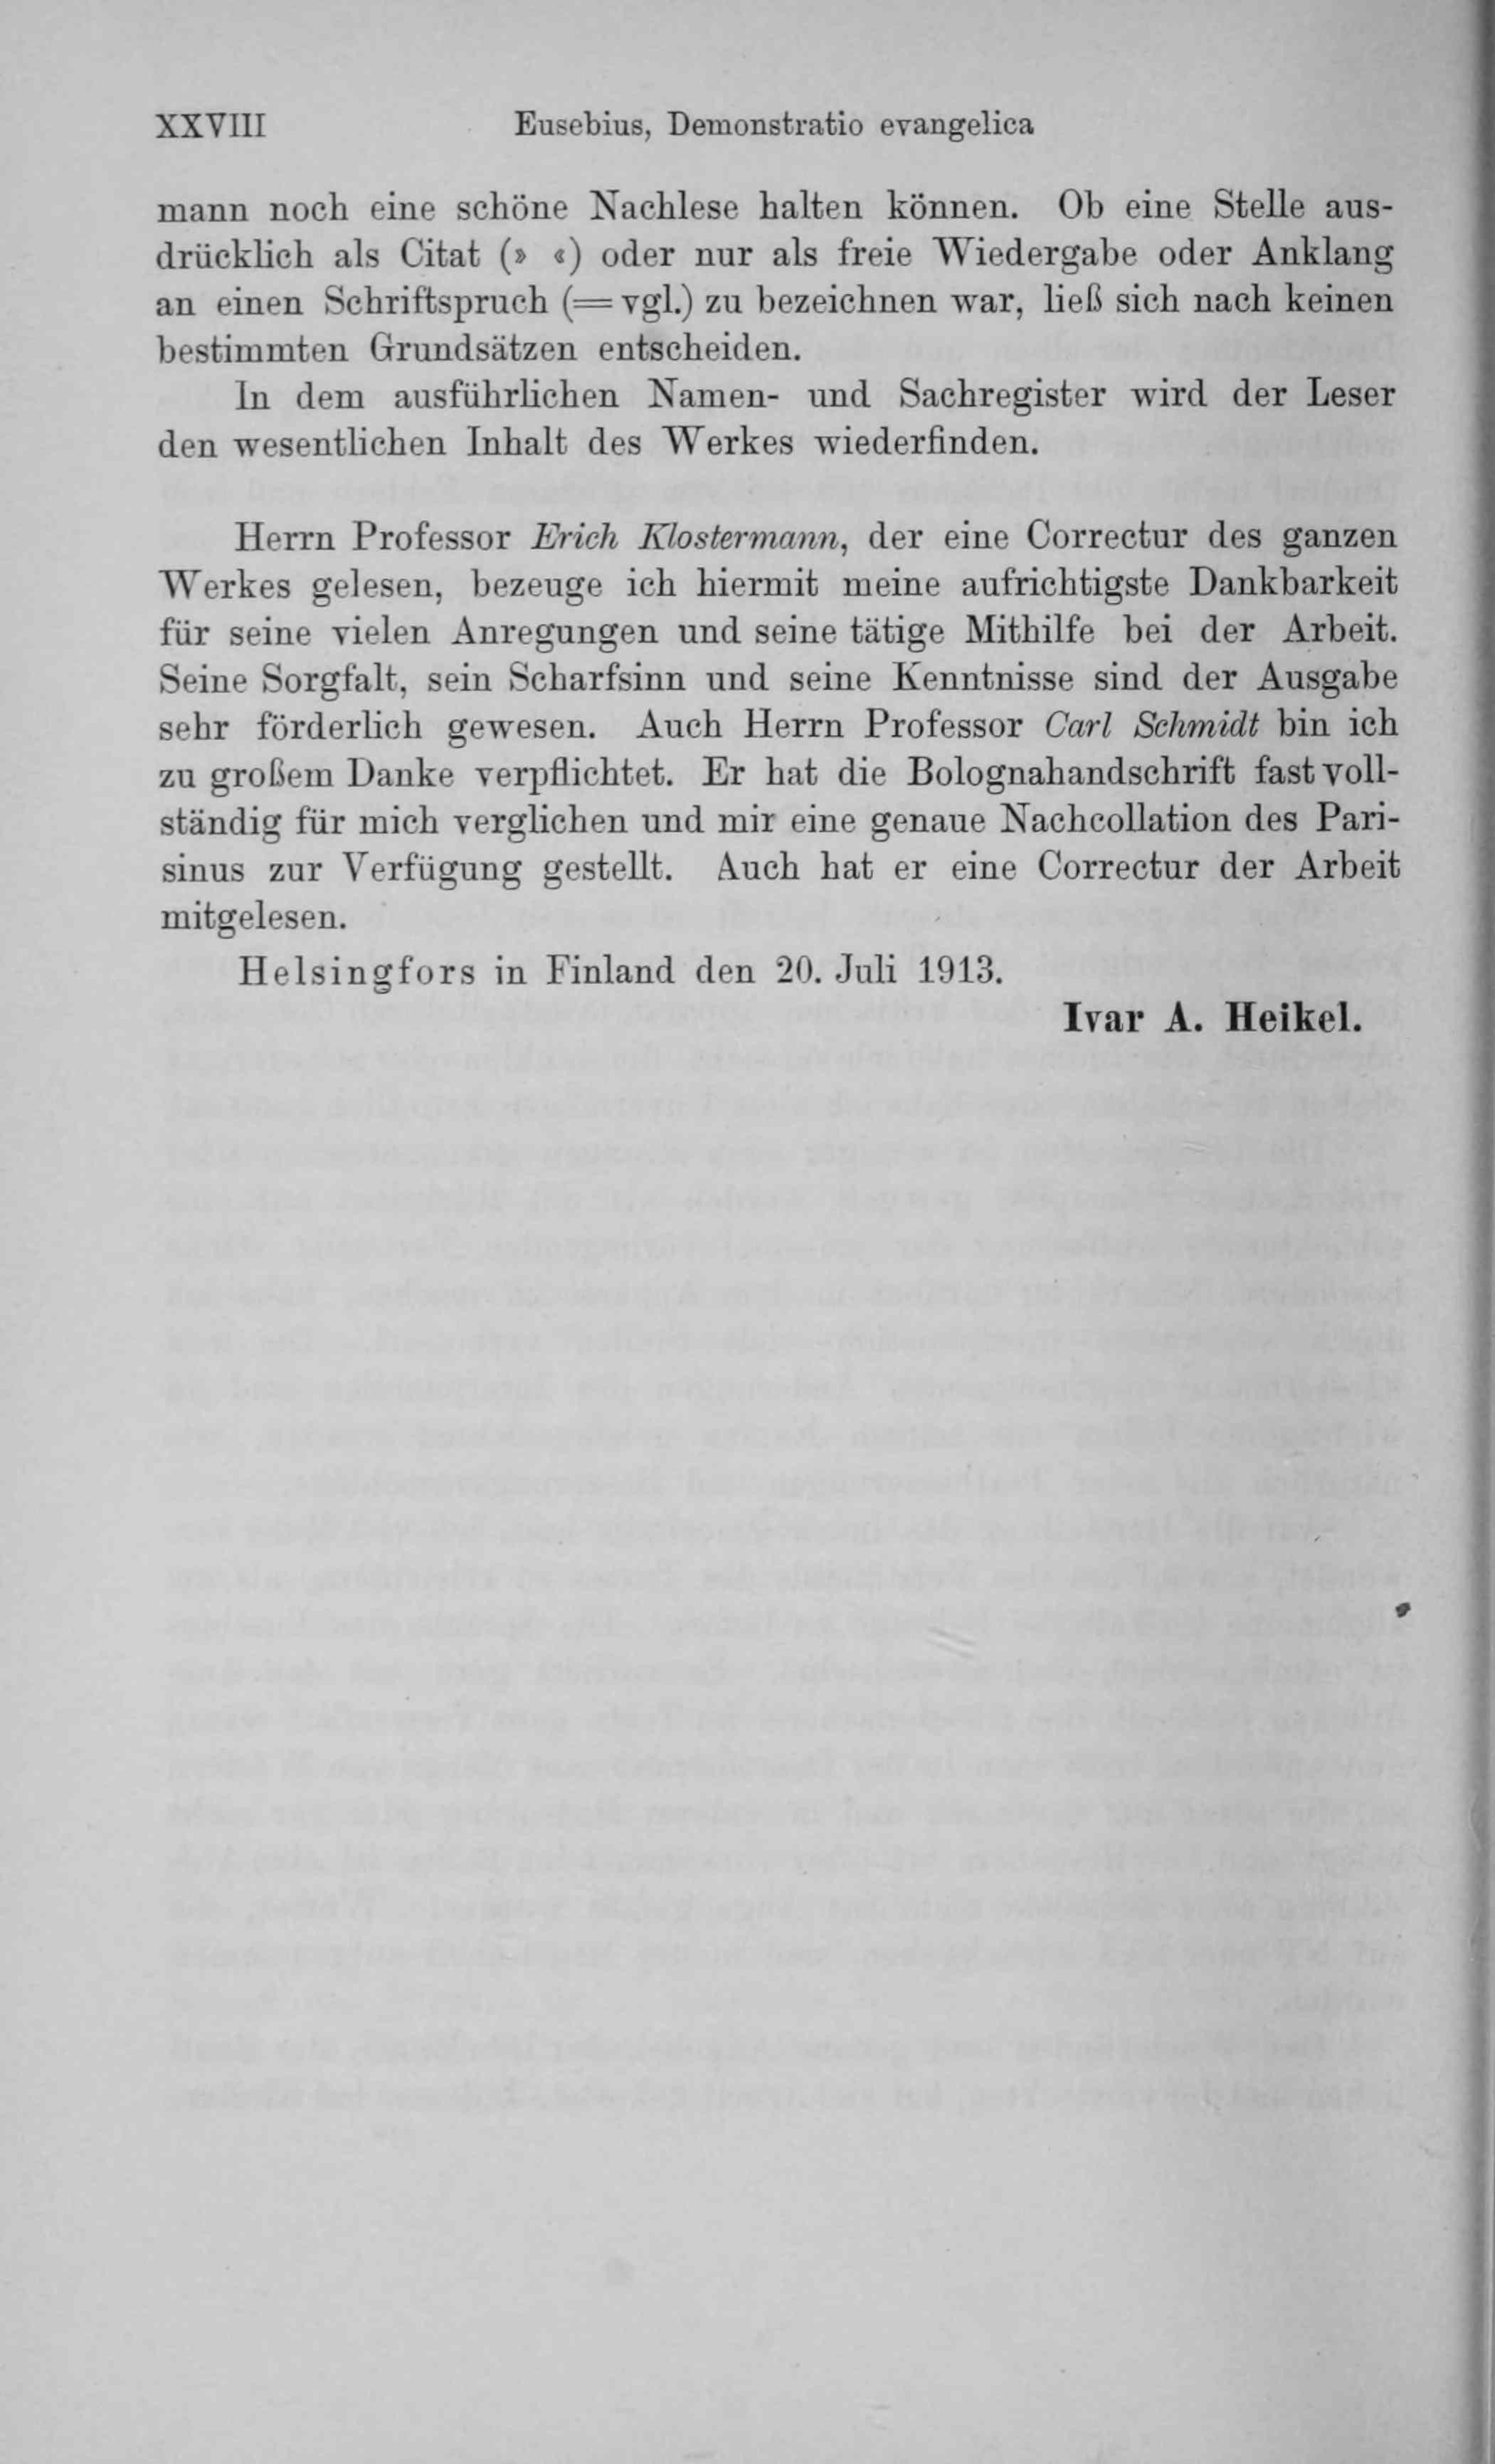 XXVIII Eusebius, Demonstratio evangelica
mann noch eine schöne Nachlese halten können. Ob eine Stelle aus-
drücklich als Citat (» «) oder nur als freie Wiedergabe oder Anklang
an einen Schriftspruch (= vgl.) zu bezeichnen war, ließ sich nach keinen
bestimmten Grundsätzen entscheiden.
In dem ausführlichen Namen- und Sachregister wird der Leser
den wesentlichen Inhalt des Werkes wiederfinden.
Herrn Professor Erich Klostermann, der eine Correctur des ganzen
Werkes gelesen, bezeuge ich hiermit meine aufrichtigste Dankbarkeit
für seine vielen Anregungen und seine tätige Mithilfe bei der Arbeit.
Seine Sorgfalt, sein Scharfsinn und seine Kenntnisse sind der Ausgabe
sehr förderlich gewesen. Auch Herrn Professor Carl Schmidt bin ich
zu großem Danke verpflichtet. Er hat die Bolognahandschrift fast voll-
ständig für mich verglichen und mir eine genaue Nachcollation des Pari-
sinus zur Verfügung gestellt. Auch hat er eine Correctur der Arbeit
mitgelesen.
Helsingfors in Finland den 20. Juli 1913.
Ivar A. Heikel.